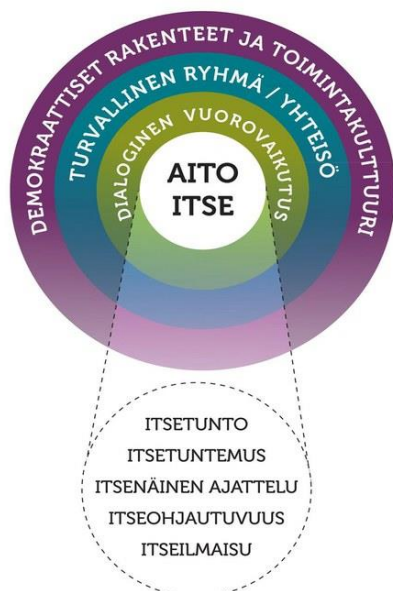 DEMOKRAATTISET RAKENTEET JA TOIMINTAKULTTUURI
TURVALLINEN RYHMÄ / YHTEISÖ
DIALOGINEN VUOROVAIKUTUS
AITO
ITSE
ITSETUNTO
ITSETUNTEMUS
ITSENÄINEN AJATTELU
ITSEOHJAUTUVUUS
ITSEILMAISU